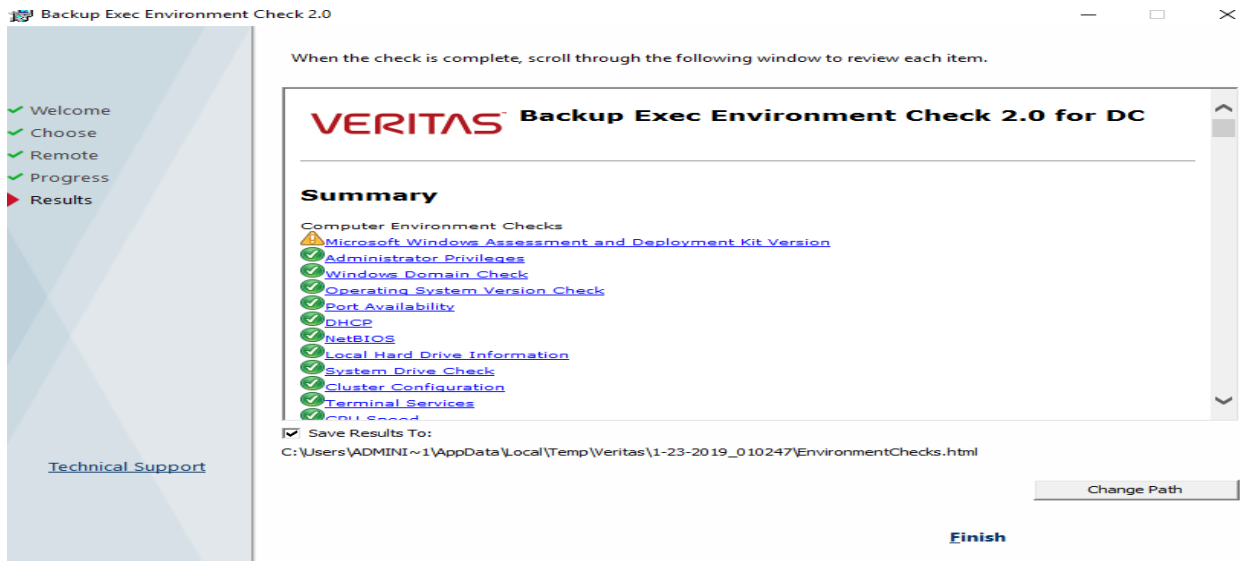 Backup Exec Environment Check 2.0
When the check is complete, scroll through the following window to review each item.
Welcome
Choose
Remote
Progress
Results
Technical Support
VERITAS™ Backup Exec Environment Check 2.0 for DC
Summary
Computer Environment Checks
Microsoft Windows Assessment and Deployment Kit Version
Administrator Privileges
Windows Domain Check
Operating System Version Check
Port Availability
DHCP
NetBIOS
Local Hard Drive Information
System Drive Check
Cluster Configuration
Terminal Services
CPU Speed
Save Results To:
C:\Users\ADMINI~1\AppData\Local\Temp\Veritas\1-23-2019_010247\EnvironmentChecks.html
Change Path
Finish